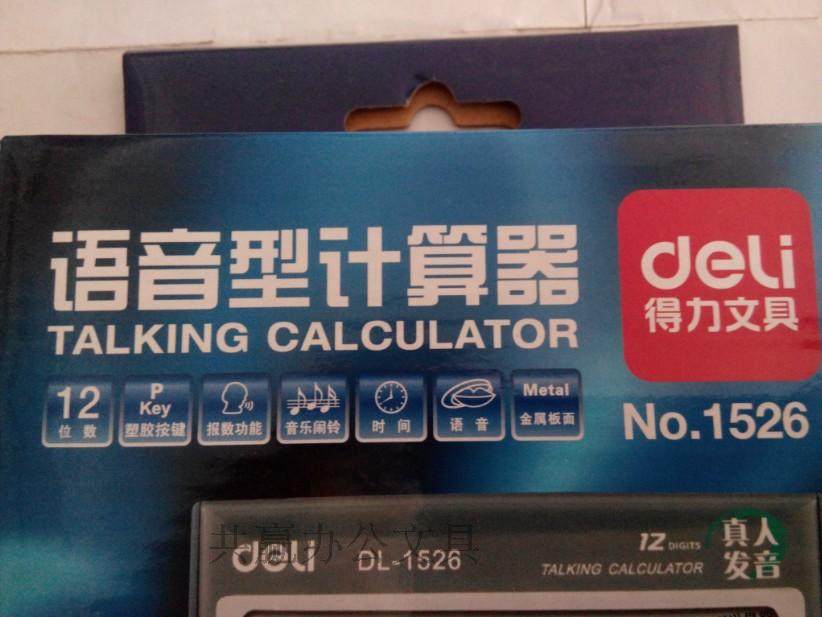 语音型计算器
TALKING CALCULATOR
deli
得力文具
No.1526
12
位数
P
Key
塑胶按键
报数功能
音乐闹铃
时间
语音
Metal
金属板面
共赢办公文具
deli
DL-1526
12 DIGITS
TALKING CALCULATOR
真人
发音